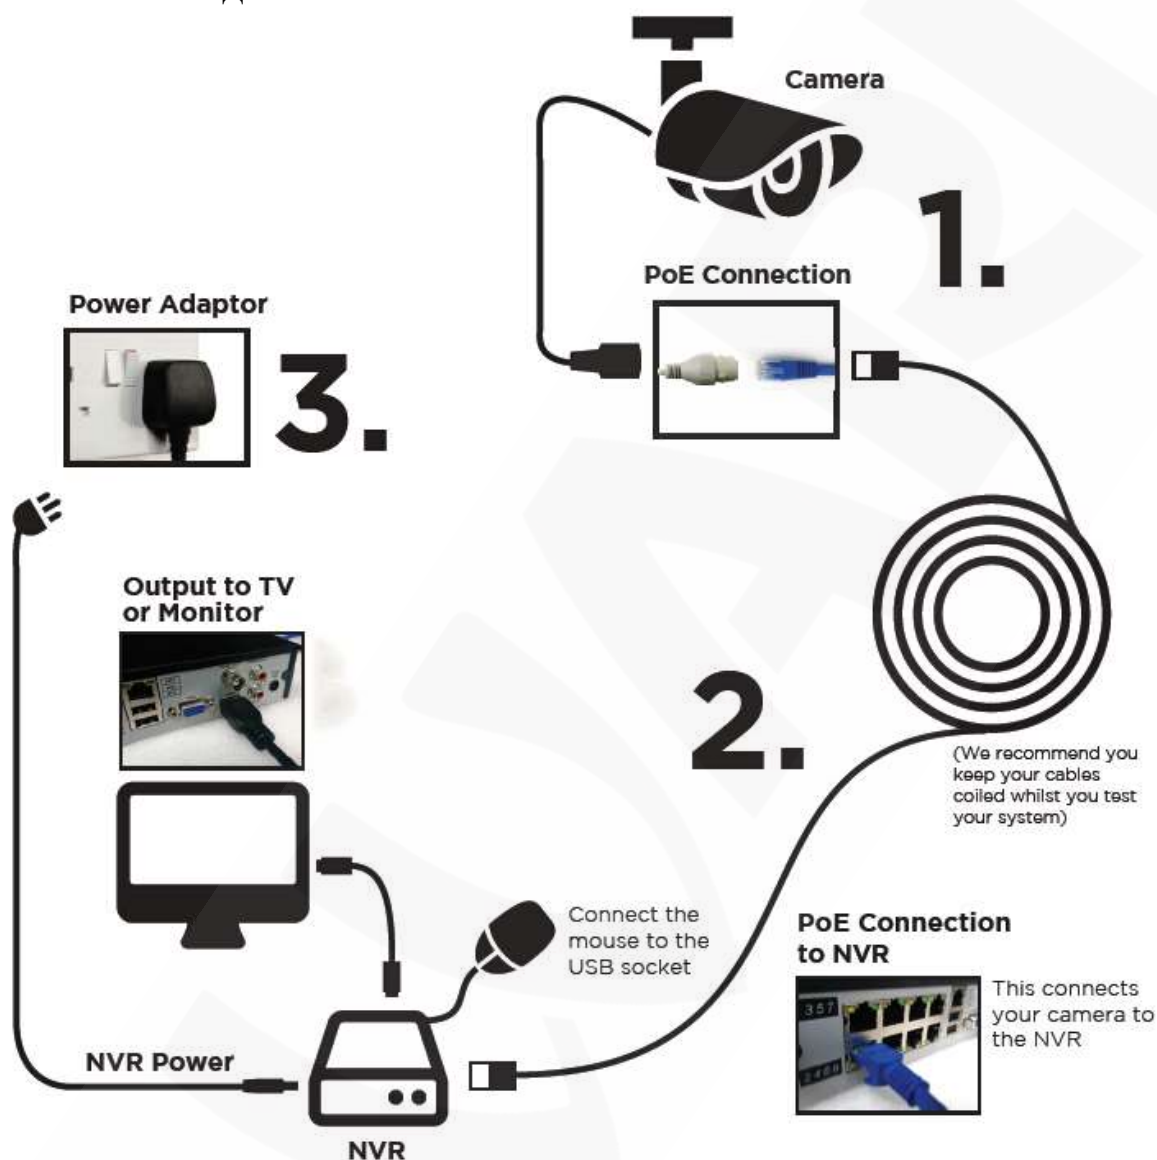 Camera
1.
PoE Connection
Power Adaptor
3.
Output to TV
or Monitor
2.
(We recommend you
keep your cables
coiled whilst you test
your system)
Connect the
mouse to the
USB socket
PoE Connection
to NVR
This connects
your camera to
the NVR
357
2468
NVR Power
NVR